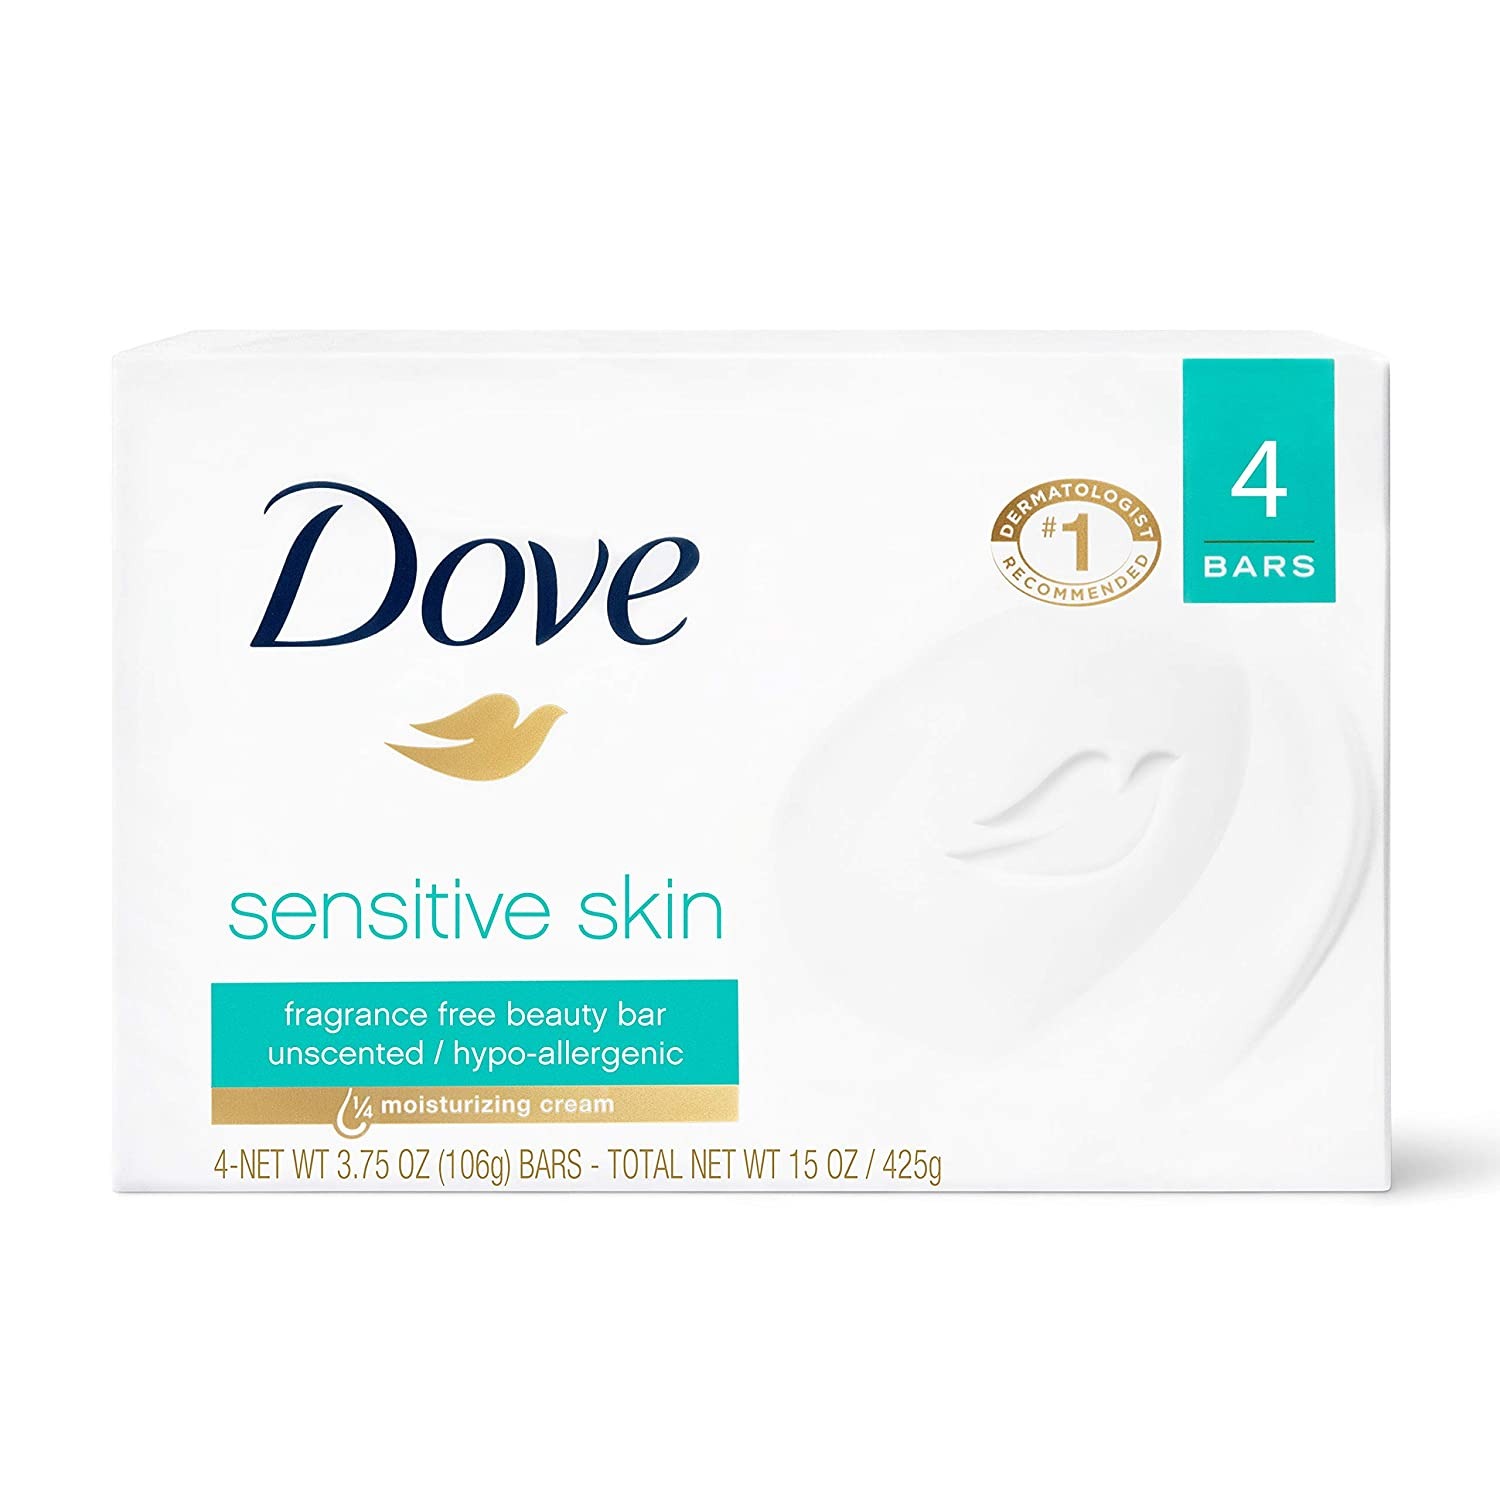 Dove
DERMATOLOGIST
#1
RECOMMENDED
4
BARS
sensitive skin
fragrance free beauty bar
unscented / hypo-allergenic
¼ moisturizing cream
4-NET WT 3.75 OZ (106g) BARS - TOTAL NET WT 15 OZ / 425g